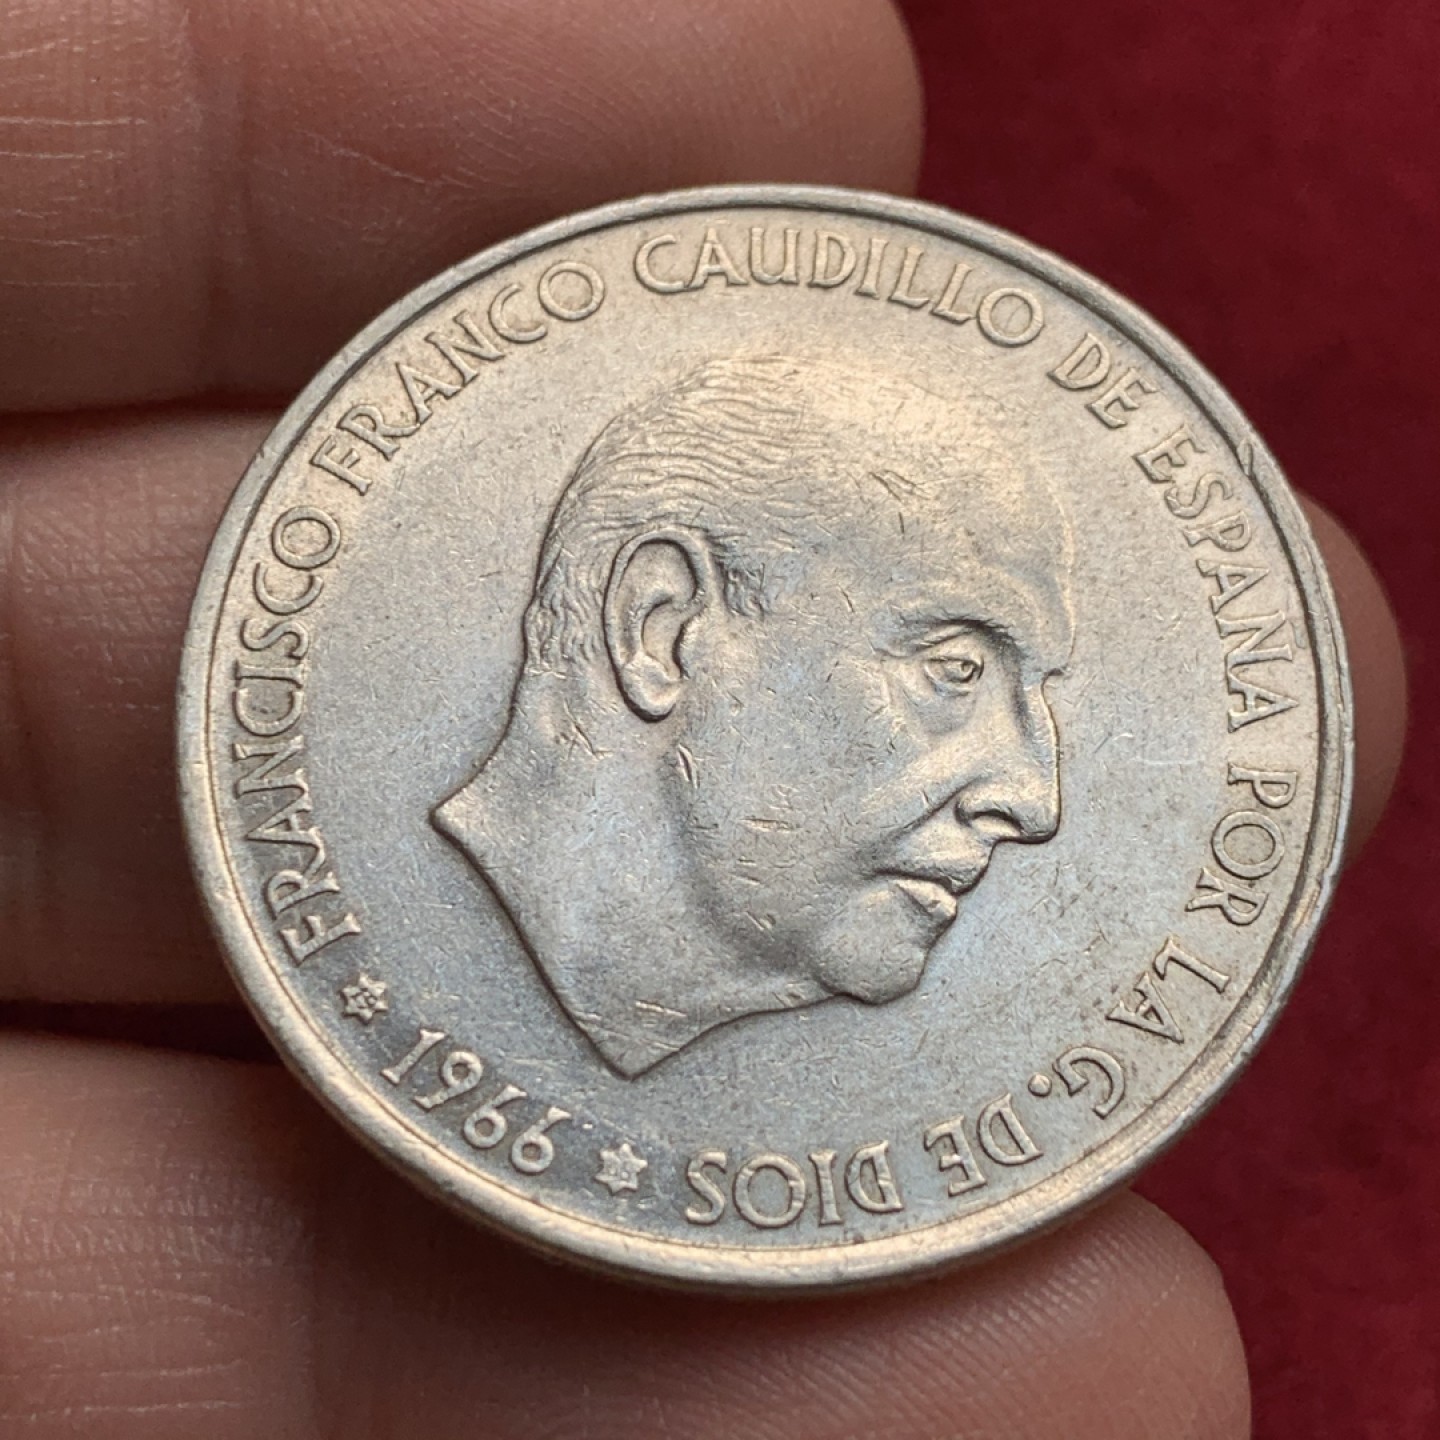 FRANCISCO FRANCO CAUDILLO DE ESPAÑA POR LA G. DE DIOS
1966